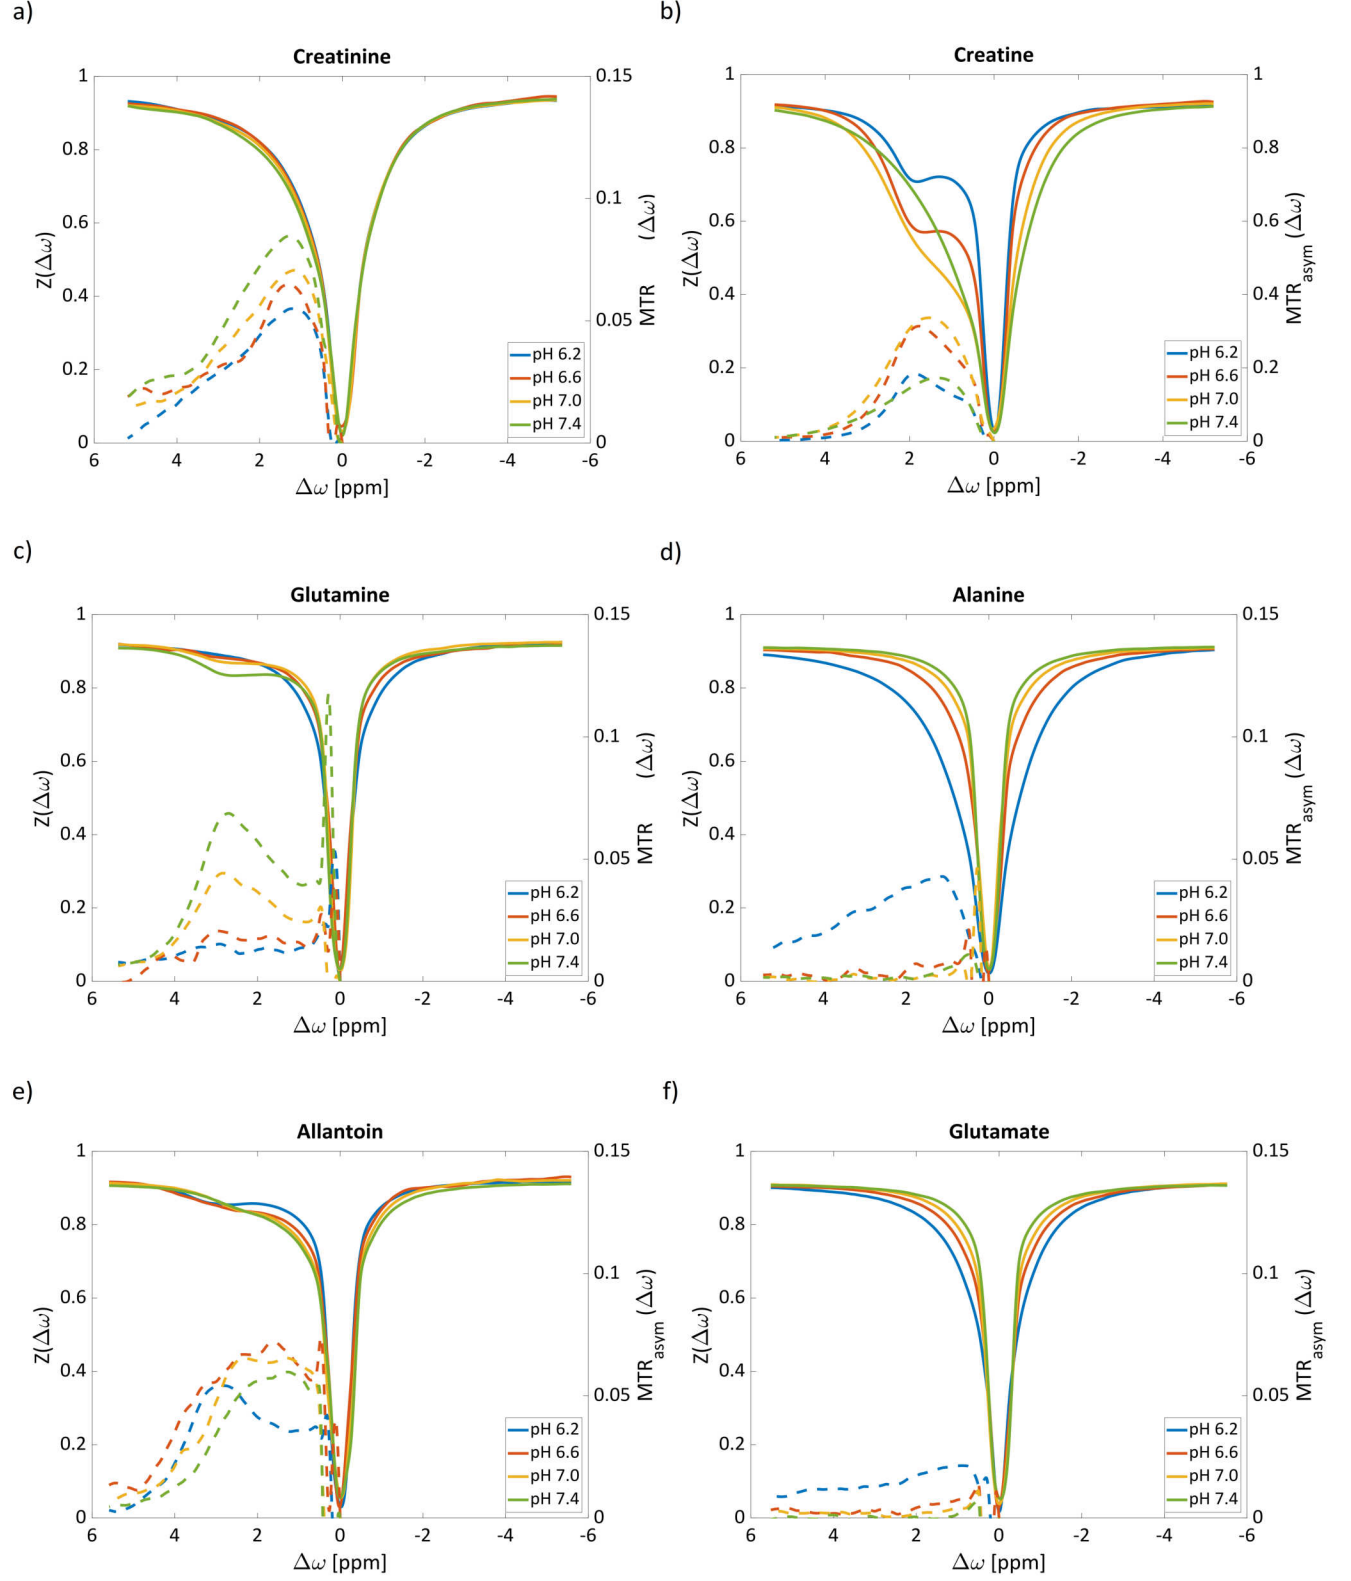 a)
Creatinine
1
0.8
0.6
0.4
0.2
0
0.15
0.1
0.05
0
6
4
2
0
-2
-4
-6
Z(Δω)
MTR (Δω)
Δω [ppm]
pH 6.2
pH 6.6
pH 7.0
pH 7.4
b)
Creatine
1
0.8
0.6
0.4
0.2
0
1
0.8
0.6
0.4
0.2
0
6
4
2
0
-2
-4
-6
Z(Δω)
MTRasym (Δω)
Δω [ppm]
pH 6.2
pH 6.6
pH 7.0
pH 7.4
c)
Glutamine
1
0.8
0.6
0.4
0.2
0
0.15
0.1
0.05
0
6
4
2
0
-2
-4
-6
Z(Δω)
MTR (Δω)
Δω [ppm]
pH 6.2
pH 6.6
pH 7.0
pH 7.4
d)
Alanine
1
0.8
0.6
0.4
0.2
0
0.15
0.1
0.05
0
6
4
2
0
-2
-4
-6
Z(Δω)
MTRasym (Δω)
Δω [ppm]
pH 6.2
pH 6.6
pH 7.0
pH 7.4
e)
Allantoin
1
0.8
0.6
0.4
0.2
0
0.15
0.1
0.05
0
6
4
2
0
-2
-4
-6
Z(Δω)
MTRasym (Δω)
Δω [ppm]
pH 6.2
pH 6.6
pH 7.0
pH 7.4
f)
Glutamate
1
0.8
0.6
0.4
0.2
0
0.15
0.1
0.05
0
6
4
2
0
-2
-4
-6
Z(Δω)
MTRasym (Δω)
Δω [ppm]
pH 6.2
pH 6.6
pH 7.0
pH 7.4